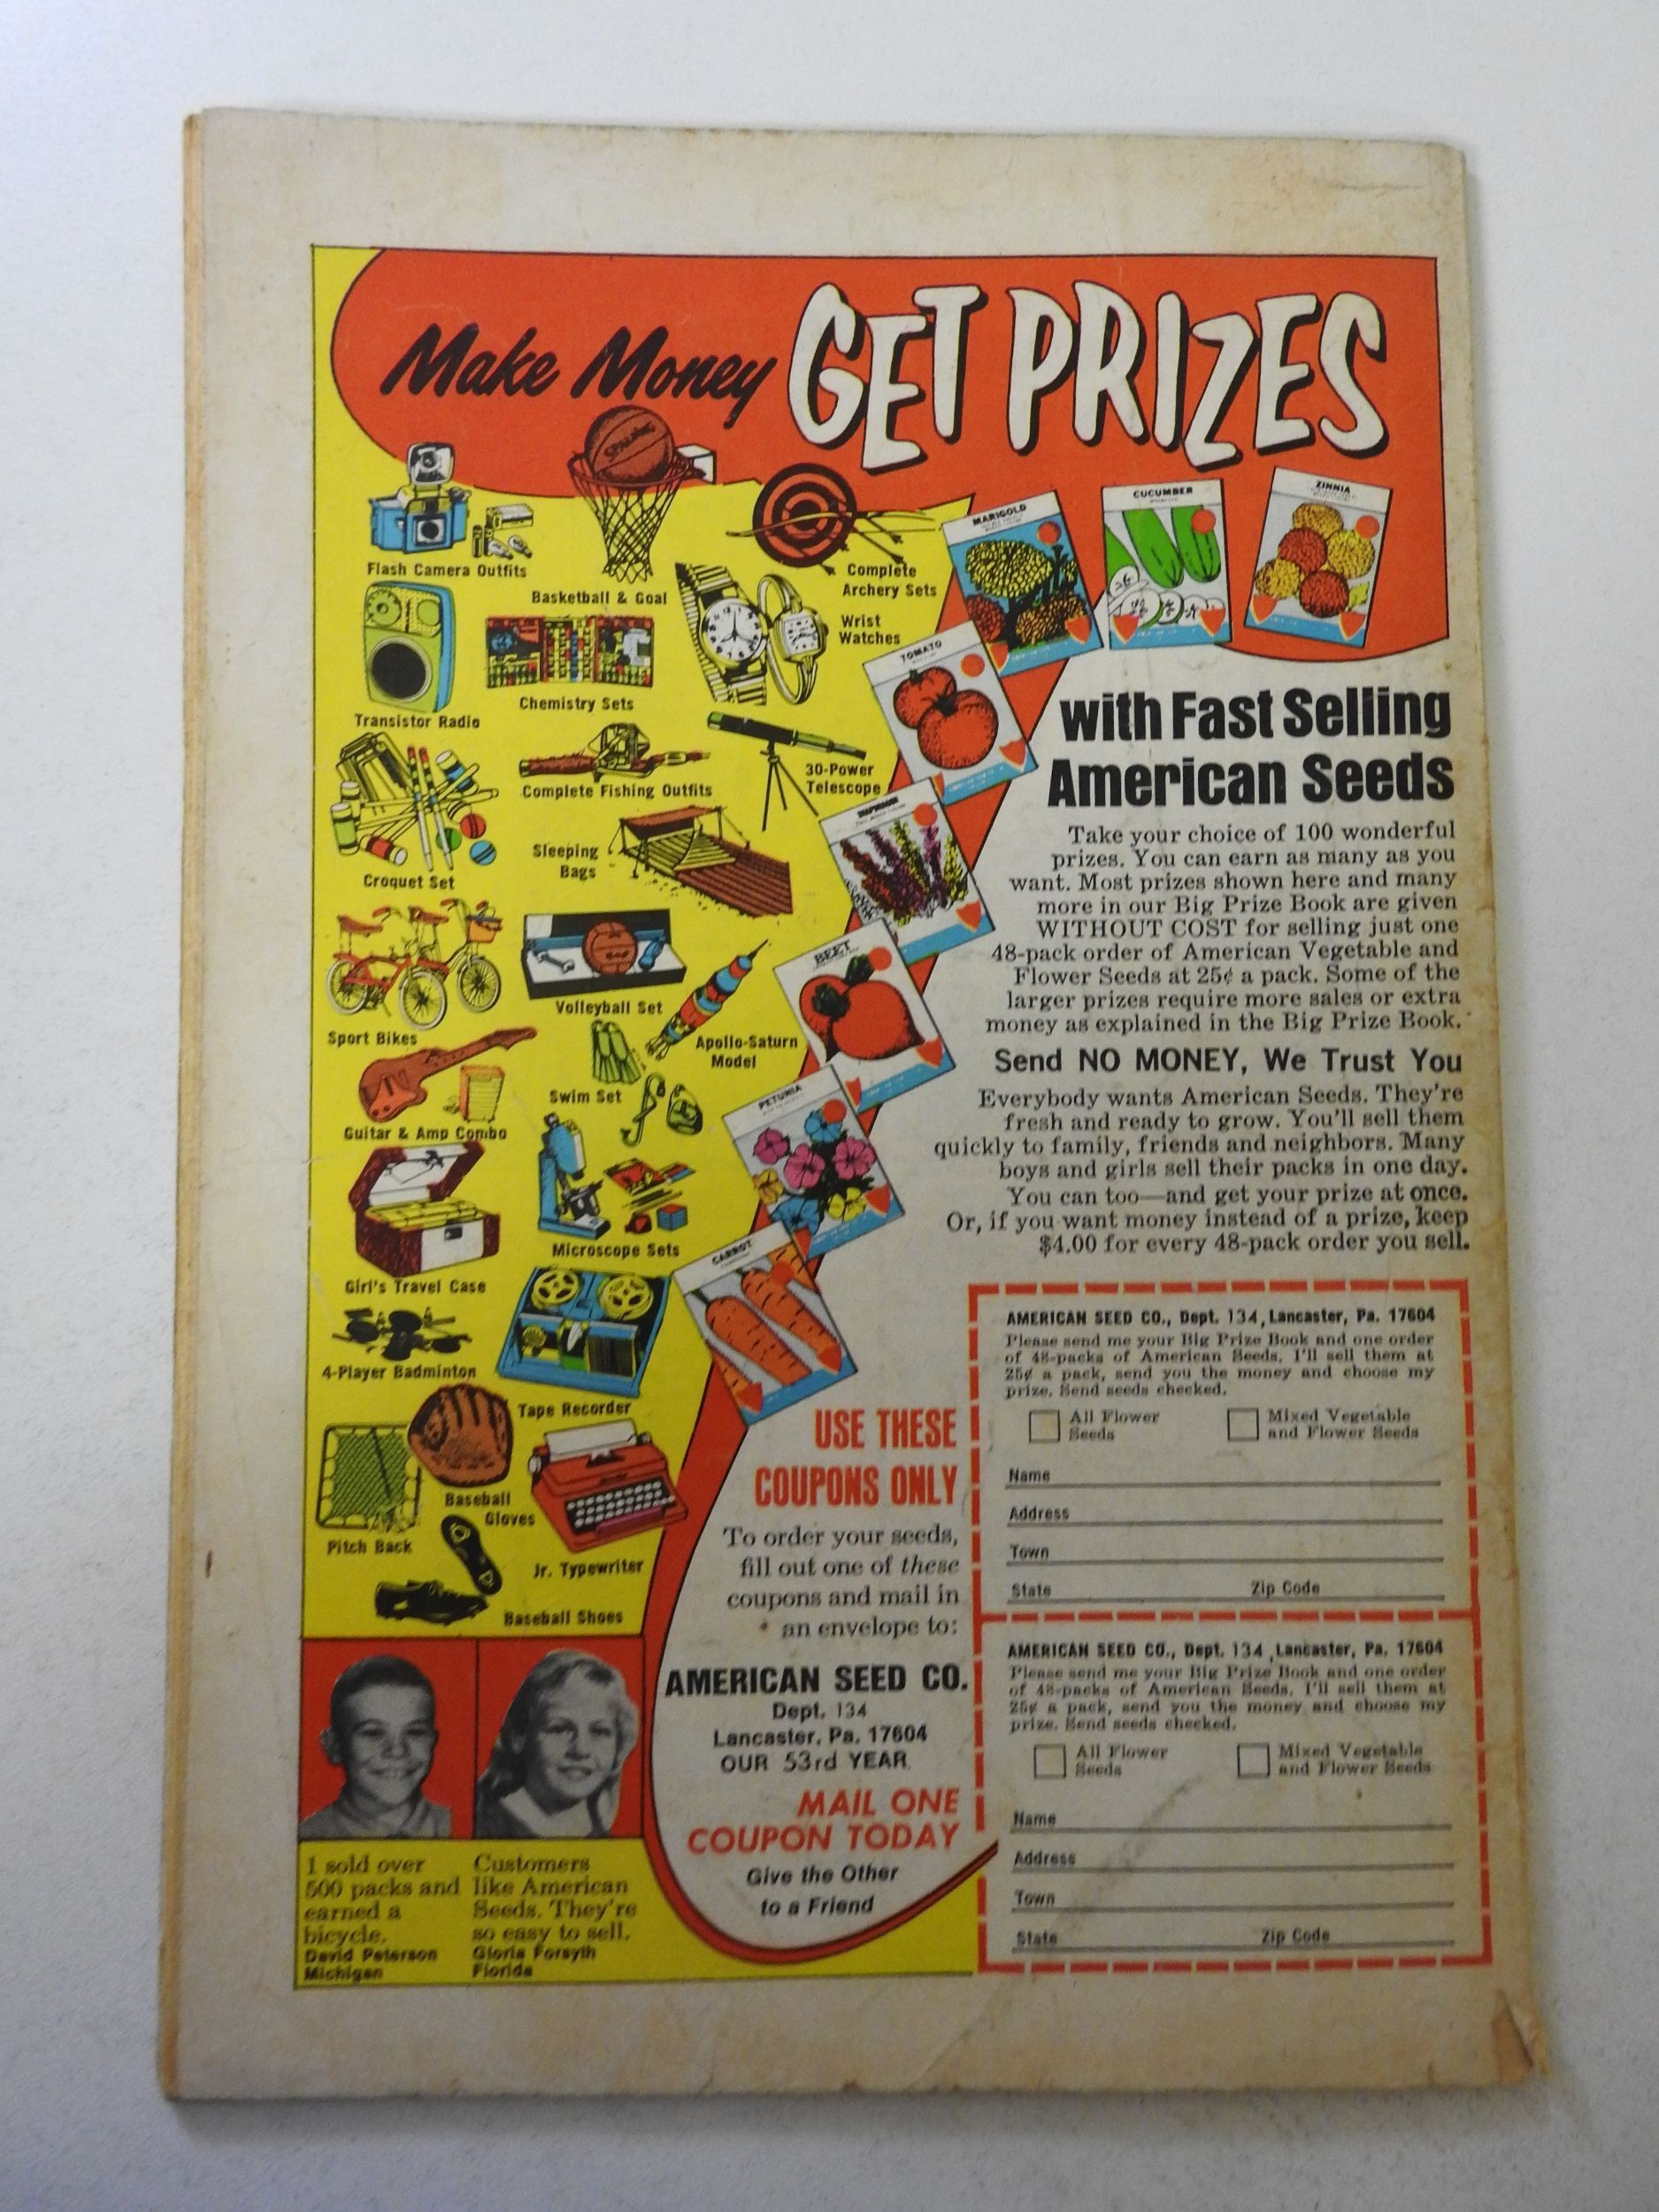 Make Money GET PRIZES
SPALDING
Flash Camera Outfits
Basketball & Goal
Complete
Archery Sets
Wrist
Watches
Transistor Radio
Chemistry Sets
Croquet Set
Complete Fishing Outfits
30-Power
Telescope
Sleeping
Bags
Sport Bikes
Volleyball Set
Apollo-Saturn
Model
Swim Set
Guitar & Amp Combo
Girl's Travel Case
Microscope Sets
4-Player Badminton
Tape Recorder
Baseball
Gloves
Pitch Back
Jr. Typewriter
Baseball Shoes
MARIGOLD
CUCUMBER
ZINNIA
TOMATO
BEET
PETUNIA
CARROT
with Fast Selling
American Seeds
Take your choice of 100 wonderful
prizes. You can earn as many as you
want. Most prizes shown here and many
more in our Big Prize Book are given
WITHOUT COST for selling just one
48-pack order of American Vegetable and
Flower Seeds at 25¢ a pack. Some of the
larger prizes require more sales or extra
money as explained in the Big Prize Book.
Send NO MONEY, We Trust You
Everybody wants American Seeds. They're
fresh and ready to grow. You'll sell them
quickly to family, friends and neighbors. Many
boys and girls sell their packs in one day.
You can too—and get your prize at once.
Or, if you want money instead of a prize, keep
$4.00 for every 48-pack order you sell.
USE THESE
COUPONS ONLY
To order your seeds,
fill out one of these
coupons and mail in
an envelope to:
AMERICAN SEED CO.
Dept. 134
Lancaster, Pa. 17604
OUR 53rd YEAR
MAIL ONE
COUPON TODAY
Give the Other
to a Friend
AMERICAN SEED CO., Dept. 134, Lancaster, Pa. 17604
Please send me your Big Prize Book and one order
of 48-packs of American Seeds. I'll sell them at
25¢ a pack, send you the money and choose my
prize. Send seeds checked.
All Flower
Seeds
Mixed Vegetable
and Flower Seeds
Name
Address
Town
State Zip Code
AMERICAN SEED CO., Dept. 134, Lancaster, Pa. 17604
Please send me your Big Prize Book and one order
of 48-packs of American Seeds. I'll sell them at
25¢ a pack, send you the money and choose my
prize. Send seeds checked.
All Flower
Seeds
Mixed Vegetable
and Flower Seeds
Name
Address
Town
State Zip Code
1 sold over
500 packs and
earned a
bicycle.
David Peterson
Michigan
Customers
like American
Seeds. They're
so easy to sell.
Gloria Forsyth
Florida